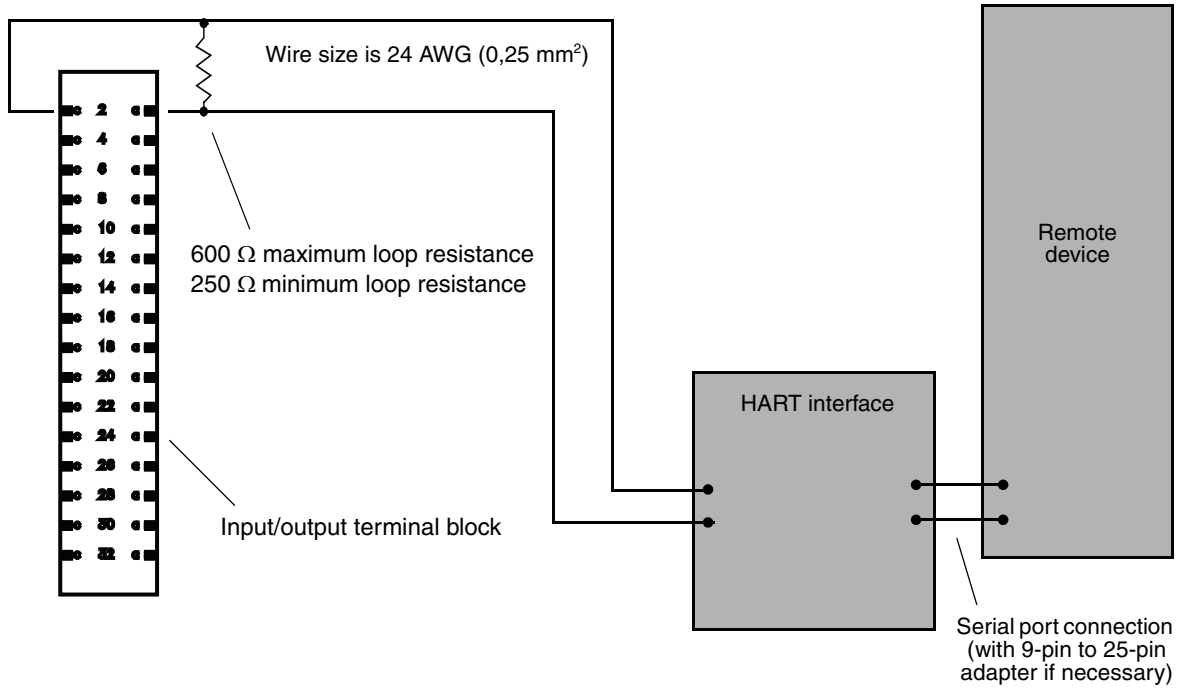 Wire size is 24 AWG (0,25 mm²)
2
4
6
8
10
12
14
16
18
20
22
24
26
28
30
32
600 Ω maximum loop resistance
250 Ω minimum loop resistance
Input/output terminal block
HART interface
Remote
device
Serial port connection
(with 9-pin to 25-pin
adapter if necessary)